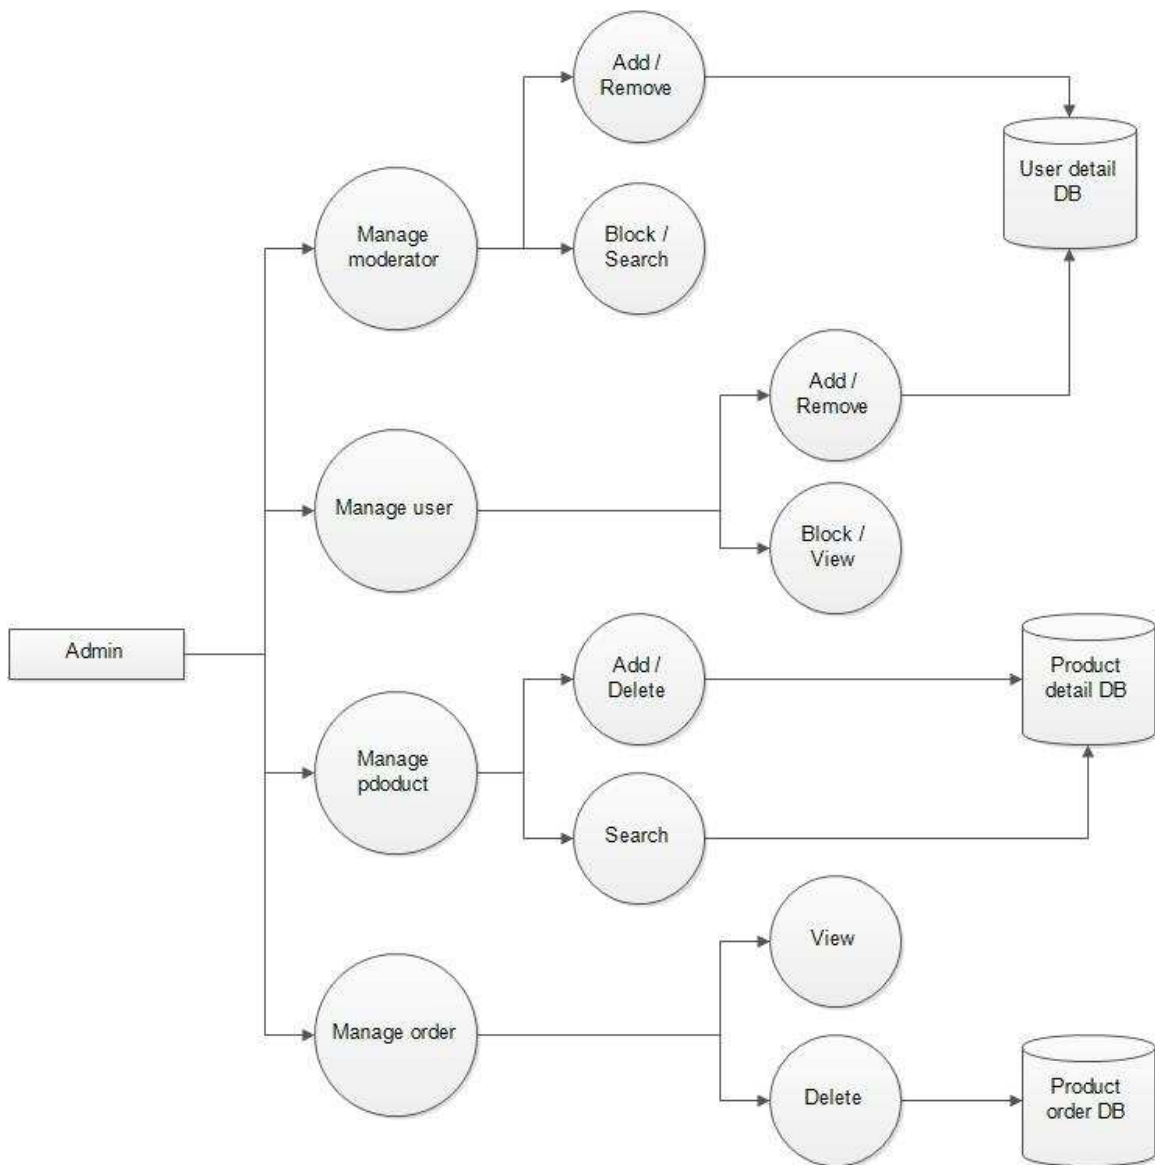 Add /
Remove
User detail
DB
Manage
moderator
Block /
Search
Add /
Remove
Manage user
Block /
View
Admin
Add /
Delete
Product
detail DB
Manage
pdoduct
Search
View
Manage order
Delete
Product
order DB